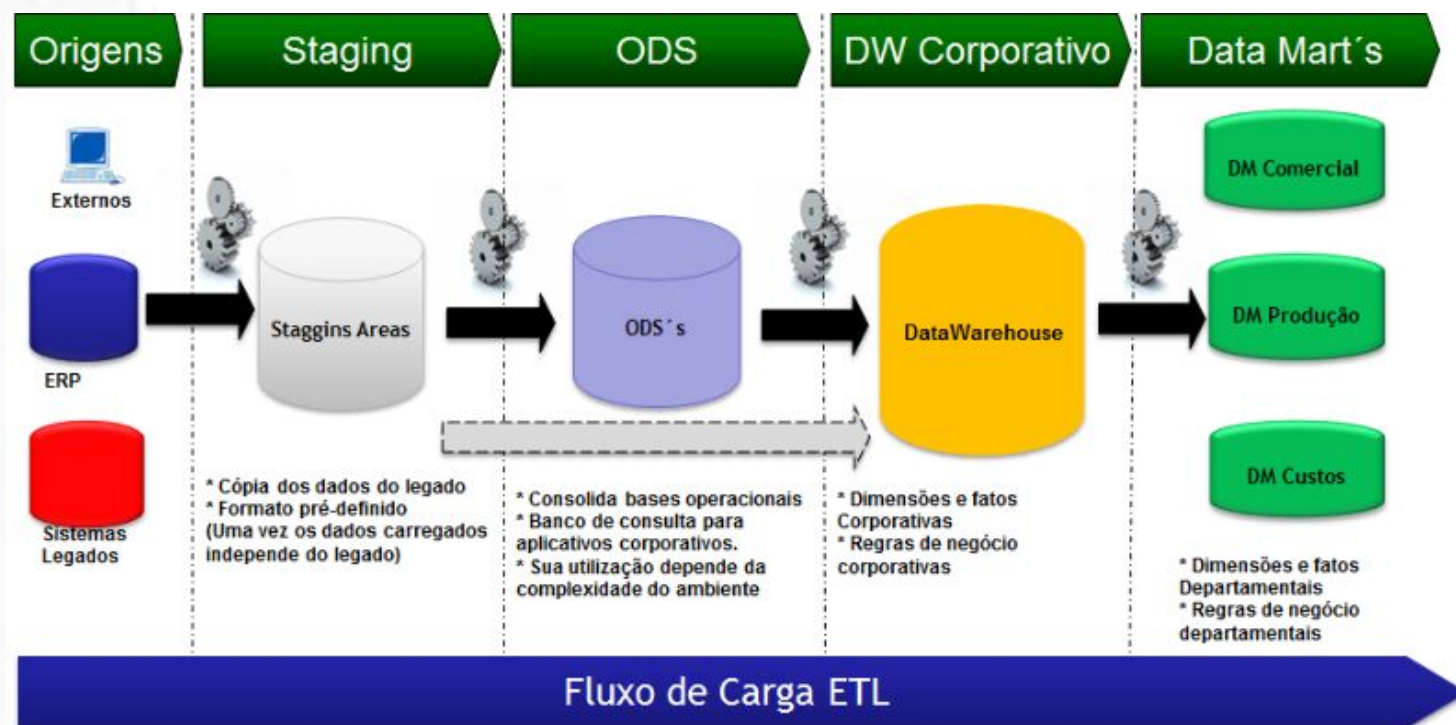 Origens
Staging
ODS
DW Corporativo
Data Mart´s
Externos
ERP
Sistemas
Legados
Staggins Areas
* Cópia dos dados do legado
* Formato pré-definido
(Uma vez os dados carregados
independe do legado)
ODS´s
* Consolida bases operacionais
* Banco de consulta para
aplicativos corporativos.
* Sua utilização depende da
complexidade do ambiente
DataWarehouse
* Dimensões e fatos
Corporativas
* Regras de negócio
corporativas
DM Comercial
DM Produção
DM Custos
* Dimensões e fatos
Departamentais
* Regras de negócio
departamentais
Fluxo de Carga ETL